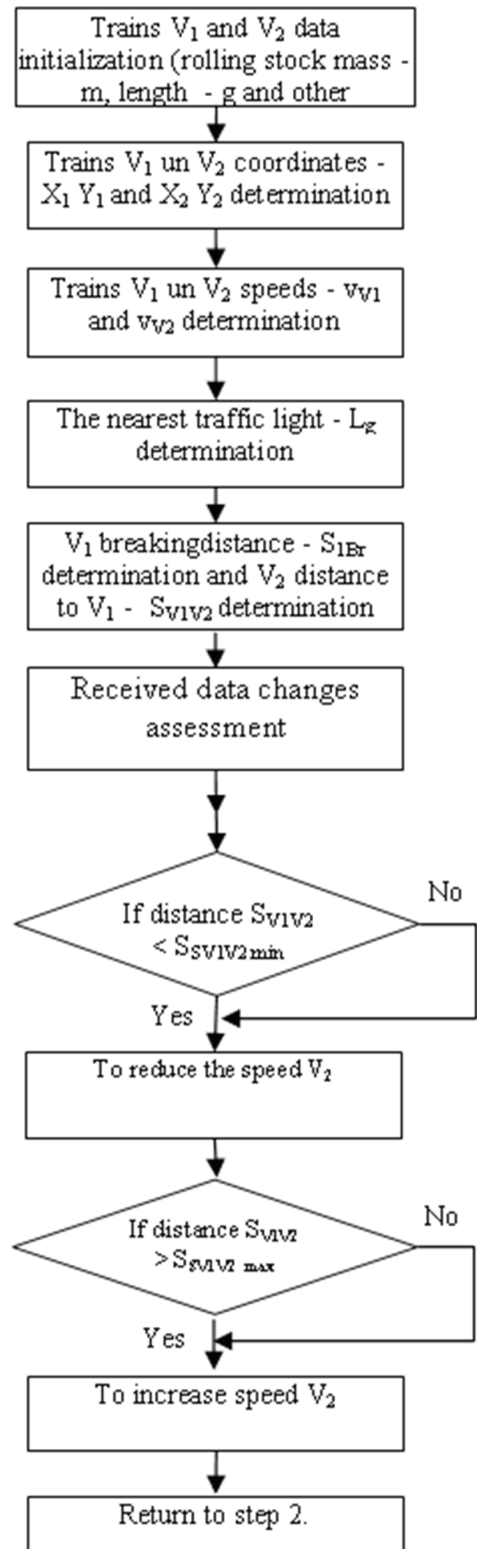 Trains V₁ and V₂ data
initialization (rolling stock mass -
m, length - g and other
Trains V₁ un V₂ coordinates -
X₁ Y₁ and X₂ Y₂ determination
Trains V₁ un V₂ speeds - vV1
and vV2 determination
The nearest traffic light - Lg
determination
V₁ breakingdistance - S1Br
determination and V₂ distance
to V₁ - SV1V2 determination
Received data changes
assessment
If distance SV1V2
< SSV1V2min
No
Yes
To reduce the speed V₂
If distance SV1V2
> SSV1V2 max
No
Yes
To increase speed V₂
Return to step 2.